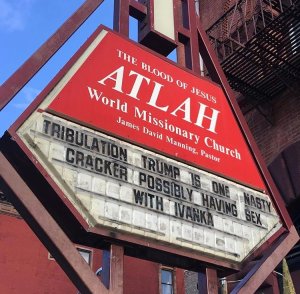 THE BLOOD OF JESUS
ATLAH
World Missionary Church
James David Manning, Pastor
TRIBULATION TRUMP IS ONE NASTY
CRACKER POSSIBLY HAVING SEX
WITH IVANKA